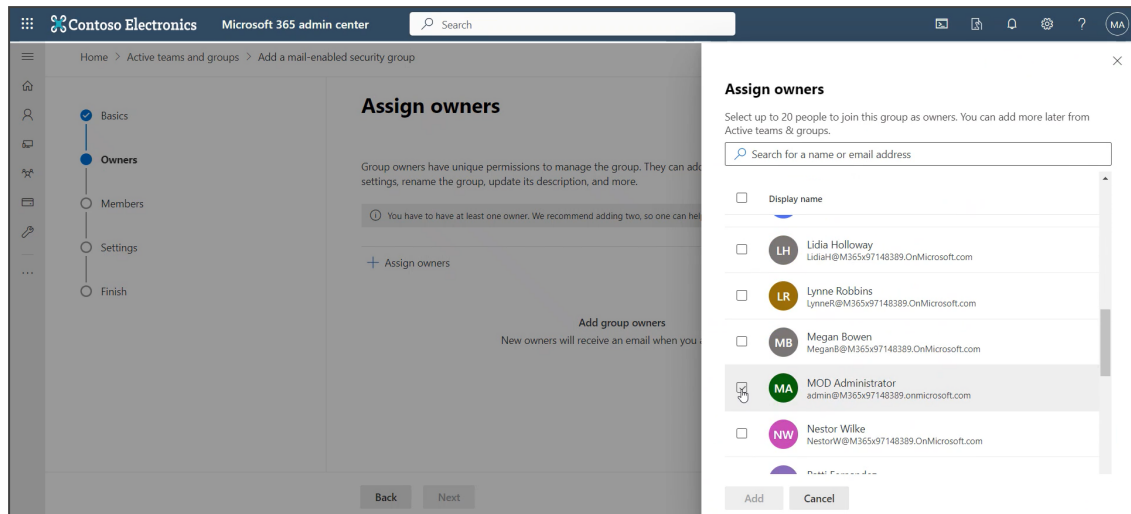 Contoso Electronics
Microsoft 365 admin center
Search
MA
Home > Active teams and groups > Add a mail-enabled security group
Basics
Owners
Members
Settings
Finish
Assign owners
Group owners have unique permissions to manage the group. They can add
settings, rename the group, update its description, and more.
You have to have at least one owner. We recommend adding two, so one can hel
+ Assign owners
Add group owners
New owners will receive an email when you
Back
Next
Assign owners
Select up to 20 people to join this group as owners. You can add more later from
Active teams & groups.
Search for a name or email address
Display name
LH
Lidia Holloway
LidiaH@M365x97148389.OnMicrosoft.com
LR
Lynne Robbins
LynneR@M365x97148389.OnMicrosoft.com
MB
Megan Bowen
MeganB@M365x97148389.OnMicrosoft.com
MA
MOD Administrator
admin@M365x97148389.onmicrosoft.com
NW
Nestor Wilke
NestorW@M365x97148389.OnMicrosoft.com
Add
Cancel